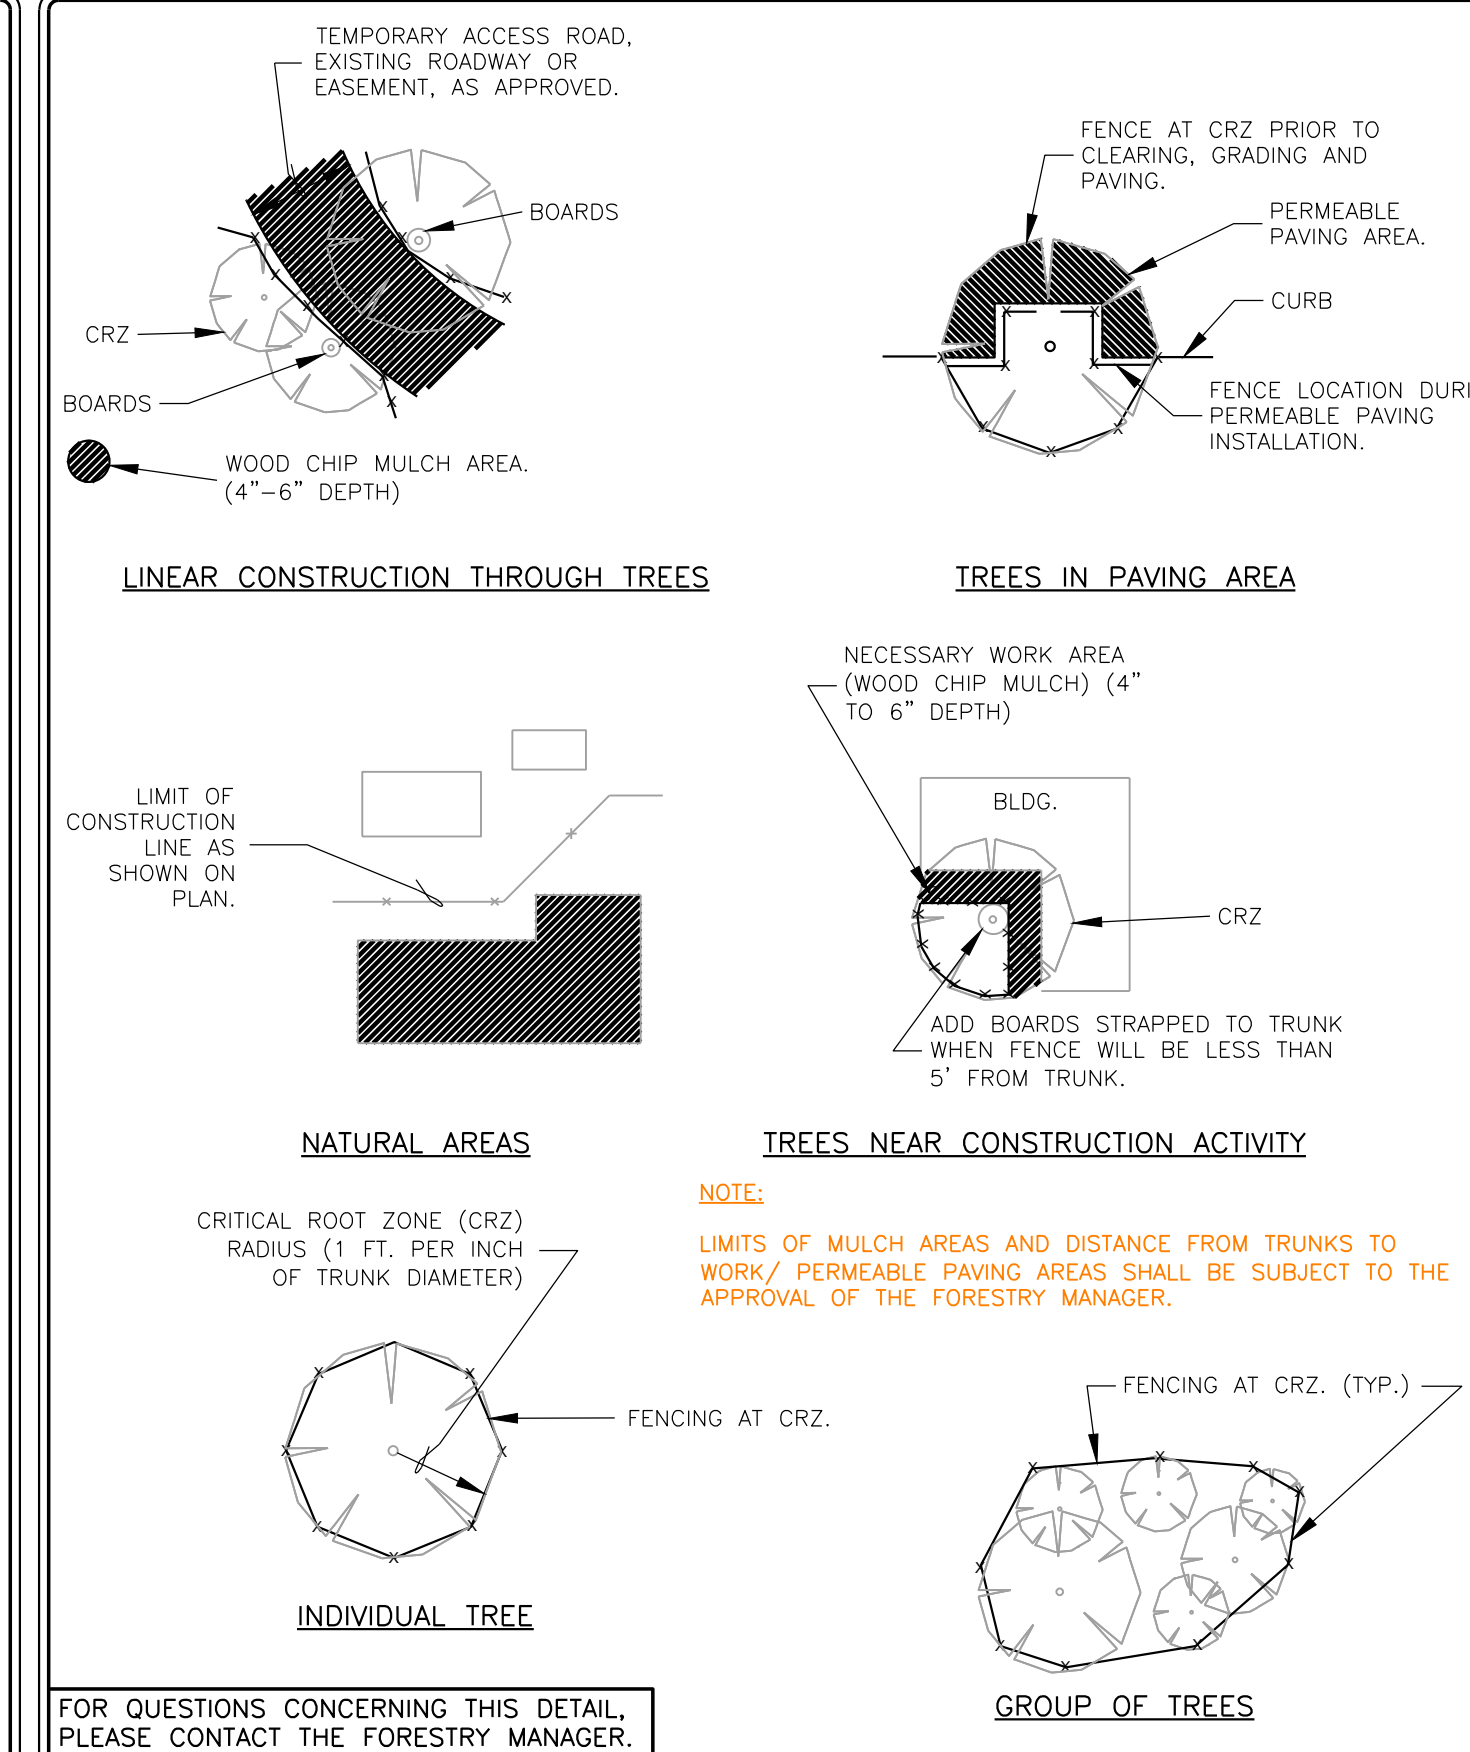 TEMPORARY ACCESS ROAD,
EXISTING ROADWAY OR
EASEMENT, AS APPROVED.
BOARDS
CRZ
BOARDS
WOOD CHIP MULCH AREA.
(4"-6" DEPTH)
LINEAR CONSTRUCTION THROUGH TREES
FENCE AT CRZ PRIOR TO
CLEARING, GRADING AND
PAVING.
PERMEABLE
PAVING AREA.
CURB
FENCE LOCATION DURI
PERMEABLE PAVING
INSTALLATION.
TREES IN PAVING AREA
LIMIT OF
CONSTRUCTION
LINE AS
SHOWN ON
PLAN.
NATURAL AREAS
NECESSARY WORK AREA
(WOOD CHIP MULCH) (4"
TO 6" DEPTH)
BLDG.
CRZ
ADD BOARDS STRAPPED TO TRUNK
WHEN FENCE WILL BE LESS THAN
5' FROM TRUNK.
TREES NEAR CONSTRUCTION ACTIVITY
NOTE:
LIMITS OF MULCH AREAS AND DISTANCE FROM TRUNKS TO
WORK/ PERMEABLE PAVING AREAS SHALL BE SUBJECT TO THE
APPROVAL OF THE FORESTRY MANAGER.
CRITICAL ROOT ZONE (CRZ)
RADIUS (1 FT. PER INCH
OF TRUNK DIAMETER)
FENCING AT CRZ.
INDIVIDUAL TREE
FENCING AT CRZ. (TYP.)
GROUP OF TREES
FOR QUESTIONS CONCERNING THIS DETAIL,
PLEASE CONTACT THE FORESTRY MANAGER.